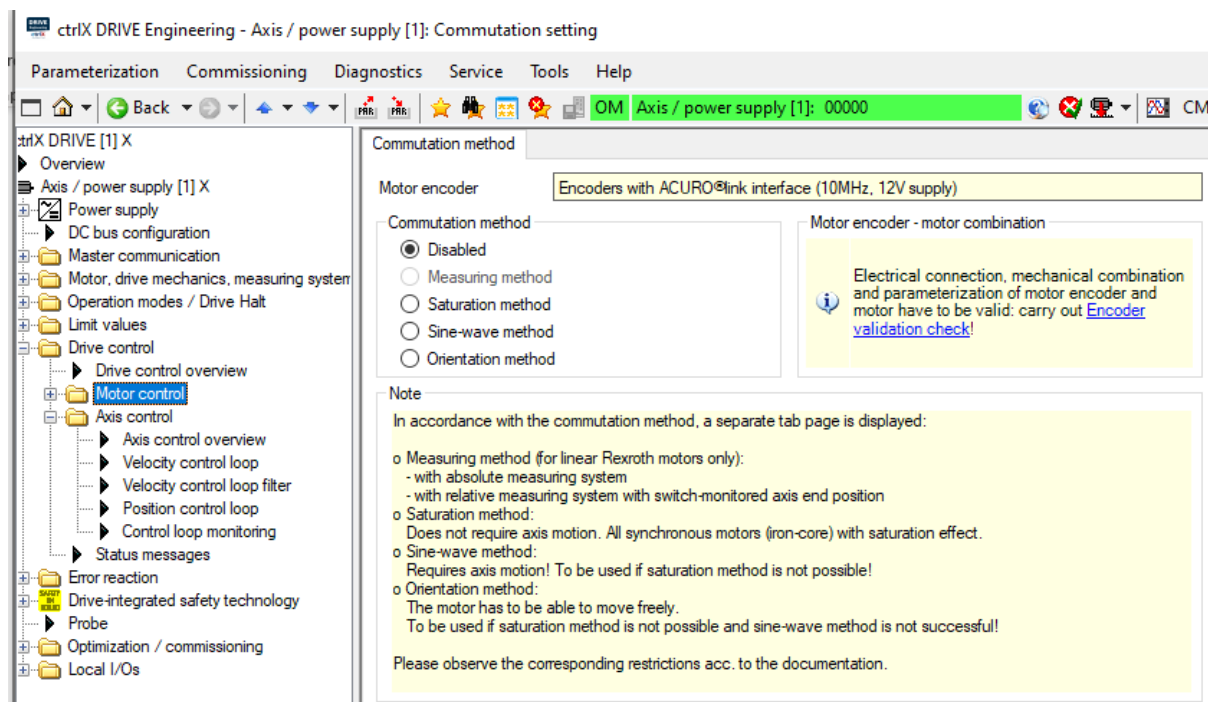 ctrlX DRIVE Engineering - Axis / power supply [1]: Commutation setting
Parameterization Commissioning Diagnostics Service Tools Help
Back PAR PAR OM Axis / power supply [1]: 00000 CM
ctrlX DRIVE [1] X
Overview
Axis / power supply [1] X
Power supply
DC bus configuration
Master communication
Motor, drive mechanics, measuring system
Operation modes / Drive Halt
Limit values
Drive control
Drive control overview
Motor control
Axis control
Axis control overview
Velocity control loop
Velocity control loop filter
Position control loop
Control loop monitoring
Status messages
Error reaction
Drive-integrated safety technology
Probe
Optimization / commissioning
Local I/Os
Commutation method
Motor encoder Encoders with ACURO®link interface (10MHz, 12V supply)
Commutation method
Disabled
Measuring method
Saturation method
Sine-wave method
Orientation method
Motor encoder - motor combination
Electrical connection, mechanical combination
and parameterization of motor encoder and
motor have to be valid: carry out Encoder
validation check!
Note
In accordance with the commutation method, a separate tab page is displayed:
o Measuring method (for linear Rexroth motors only):
- with absolute measuring system
- with relative measuring system with switch-monitored axis end position
o Saturation method:
Does not require axis motion. All synchronous motors (iron-core) with saturation effect.
o Sine-wave method:
Requires axis motion! To be used if saturation method is not possible!
o Orientation method:
The motor has to be able to move freely.
To be used if saturation method is not possible and sine-wave method is not successful!
Please observe the corresponding restrictions acc. to the documentation.